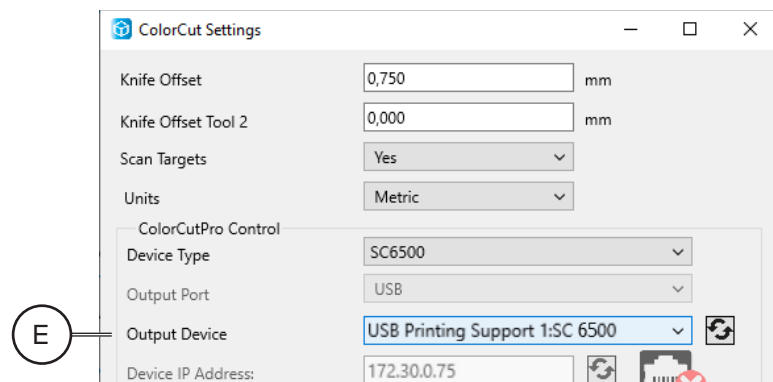 ColorCut Settings
Knife Offset 0,750 mm
Knife Offset Tool 2 0,000 mm
Scan Targets Yes
Units Metric
ColorCutPro Control
Device Type SC6500
Output Port USB
E Output Device USB Printing Support 1:SC 6500
Device IP Address: 172.30.0.75